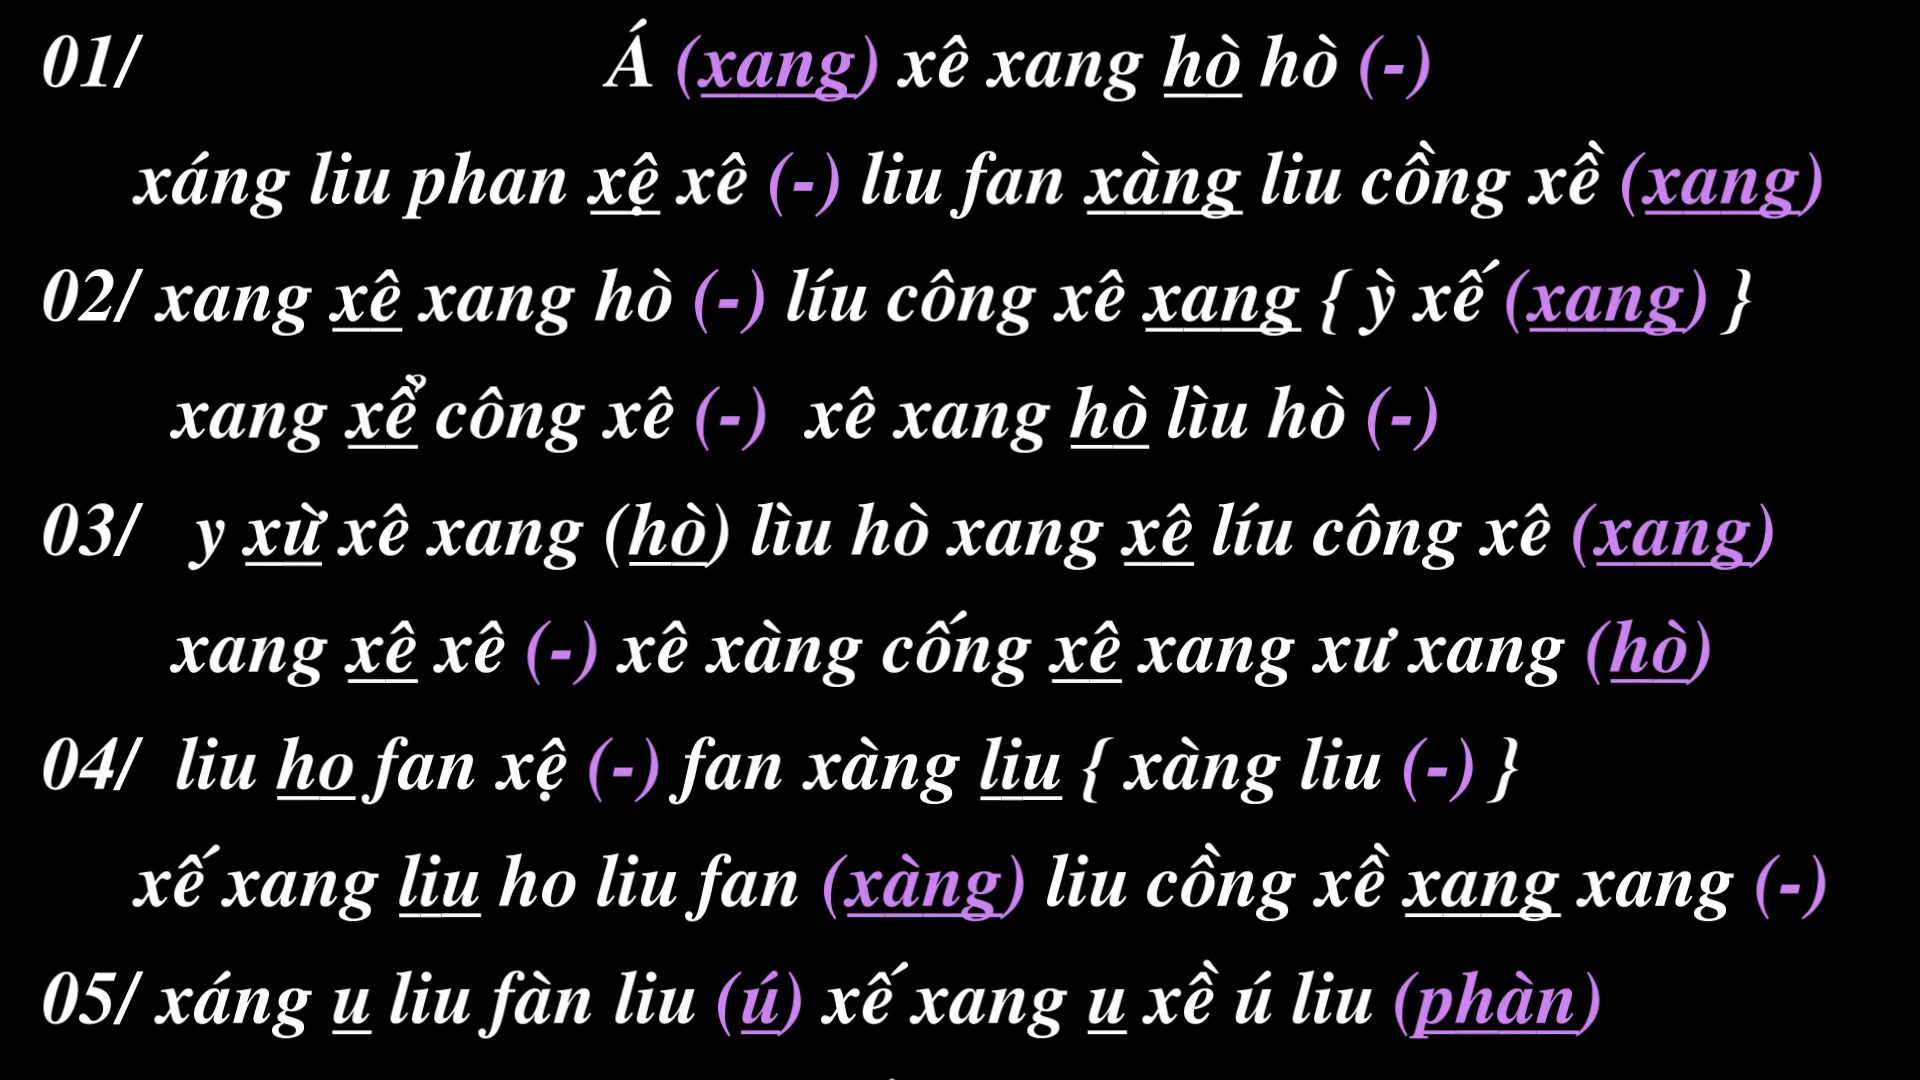 01/ Á (xang) xê xang hò hò (-)
xáng liu phan xệ xê (-) liu fan xàng liu cồng xề (xang)
02/ xang xê xang hò (-) líu công xê xang { ỳ xế (xang) }
xang xể công xê (-) xê xang hò lìu hò (-)
03/ y xừ xê xang (hò) lìu hò xang xê líu công xê (xang)
xang xê xê (-) xê xàng cống xê xang xư xang (hò)
04/ liu ho fan xệ (-) fan xàng liu { xàng liu (-) }
xế xang liu ho liu fan (xàng) liu cồng xề xang xang (-)
05/ xáng u liu fàn liu (ú) xế xang u xề ú liu (phàn)